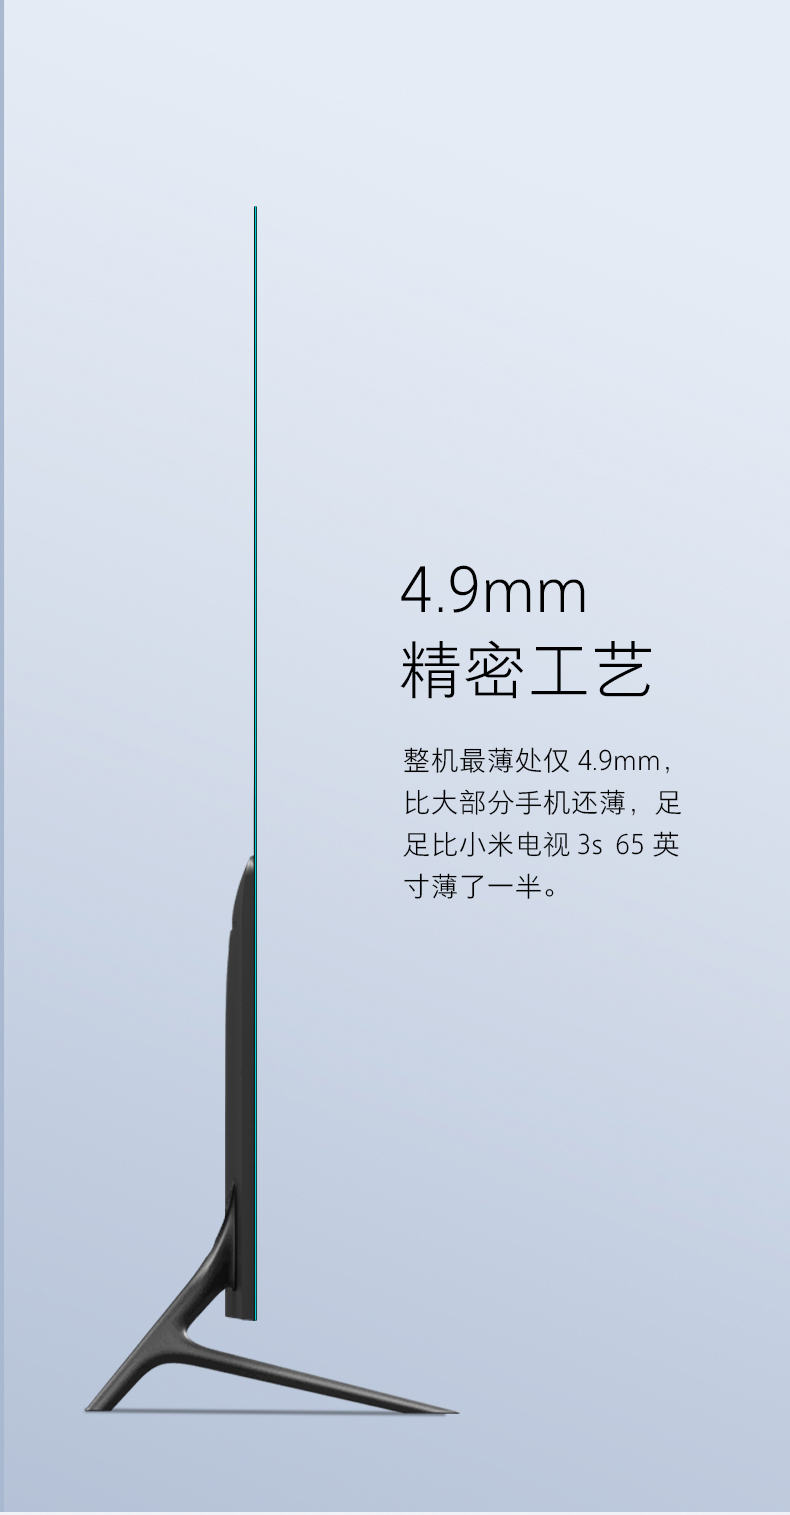 4.9mm
精密工艺
整机最薄处仅 4.9mm，
比大部分手机还薄，足
足比小米电视 3s 65 英
寸薄了一半。